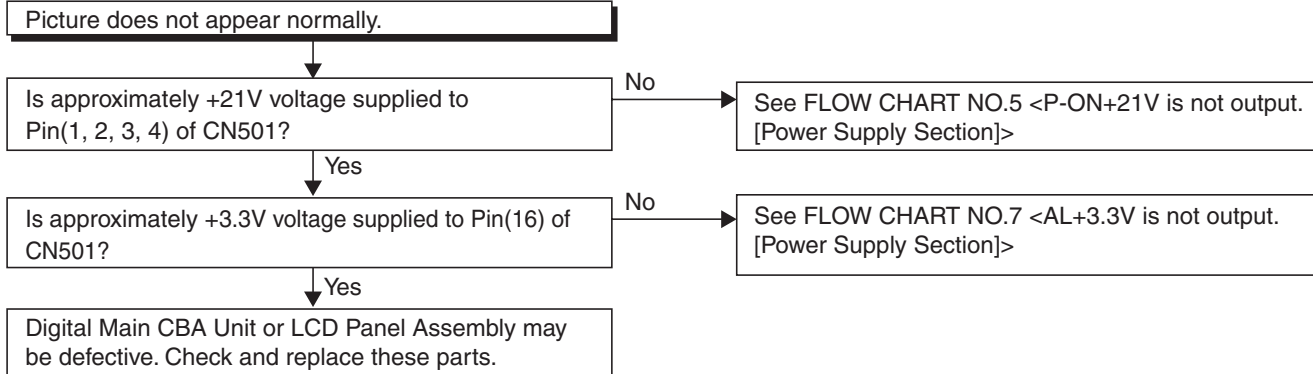 Picture does not appear normally.
Is approximately +21V voltage supplied to
Pin(1, 2, 3, 4) of CN501?
No
See FLOW CHART NO.5 <P-ON+21V is not output.
[Power Supply Section]>
Yes
Is approximately +3.3V voltage supplied to Pin(16) of
CN501?
No
See FLOW CHART NO.7 <AL+3.3V is not output.
[Power Supply Section]>
Yes
Digital Main CBA Unit or LCD Panel Assembly may
be defective. Check and replace these parts.